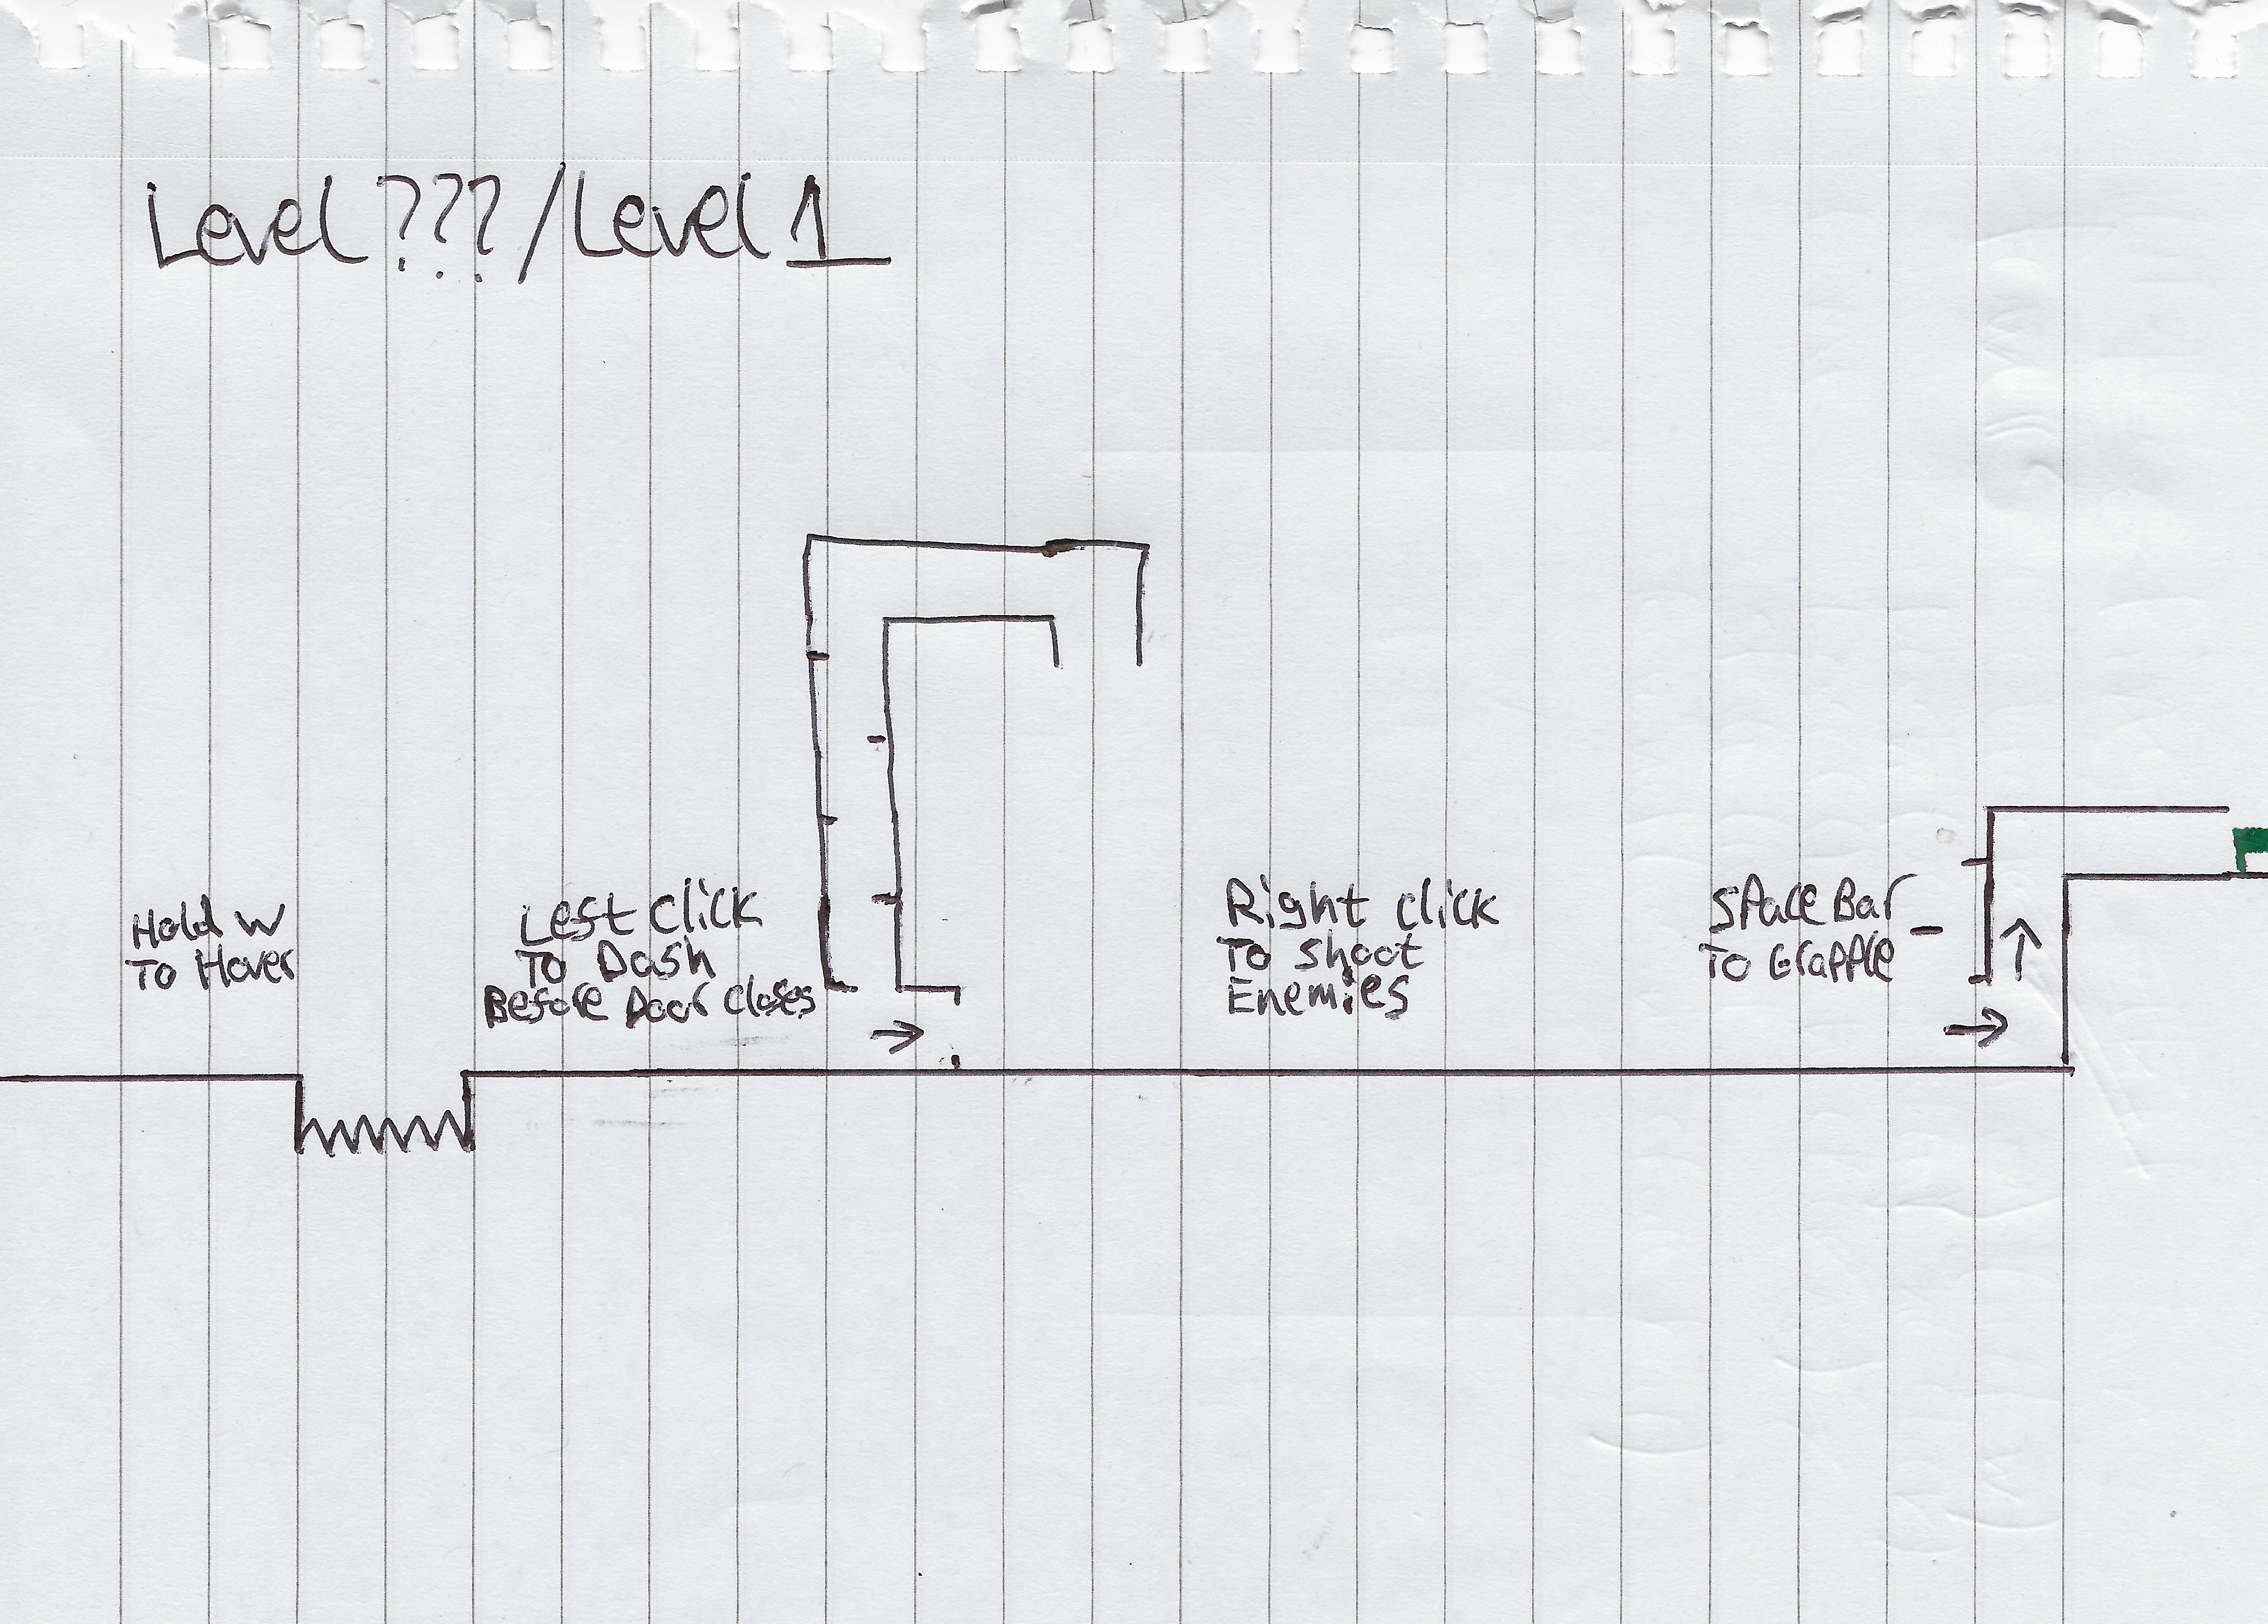 Level ???/Level 1
Hold W
To Hover
Left Click
To Dash
Before Door Closes
Right click
To shoot
Enemies
Space Bar
To Grapple